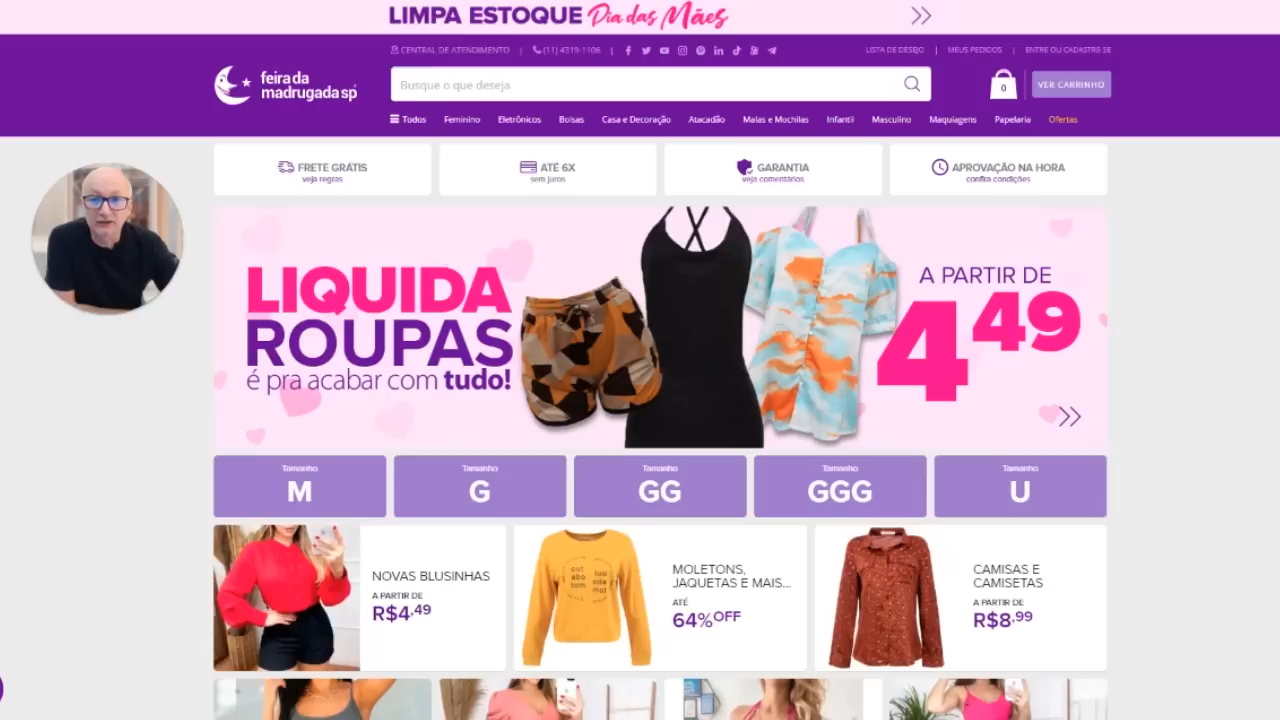 LIMPA ESTOQUE Dia das Mães
CENTRAL DE ATENDIMENTO | (11) 4319-1106 |
LISTA DE DESEJO | MEUS PEDIDOS | ENTRE OU CADASTRE-SE
feira da
madrugadasp
Busque o que deseja
0
VER CARRINHO
Todos Feminino Eletrônicos Bolsas Casa e Decoração Atacadão Malas e Mochilas Infantil Masculino Maquiagens Papelaria Ofertas
FRETE GRÁTIS
veja regras
ATÉ 6X
sem juros
GARANTIA
veja comentários
APROVAÇÃO NA HORA
confira condições
LIQUIDA
ROUPAS
é pra acabar com tudo!
A PARTIR DE
4 49
Tamanho
M
Tamanho
G
Tamanho
GG
Tamanho
GGG
Tamanho
U
NOVAS BLUSINHAS
A PARTIR DE
R$4,49
MOLETONS,
JAQUETAS E MAIS...
ATÉ
64%OFF
CAMISAS E
CAMISETAS
A PARTIR DE
R$8,99